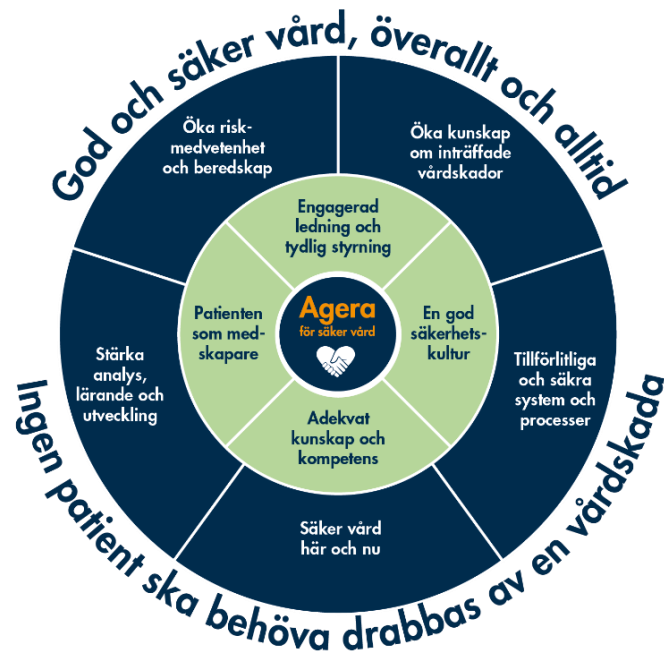 God och säker vård, överallt och alltid
Öka risk-
medvetenhet
och beredskap
Öka kunskap
om inträffade
vårdskador
Engagerad
ledning och
tydlig styrning
Patienten
som med-
skapare
Agera
för säker vård
En god
säkerhets-
kultur
Stärka
analys,
lärande och
utveckling
Tillförlitliga
och säkra
system och
processer
Adekvat
kunskap och
kompetens
Säker vård
här och nu
Ingen patient ska behöva drabbas av en vårdskada